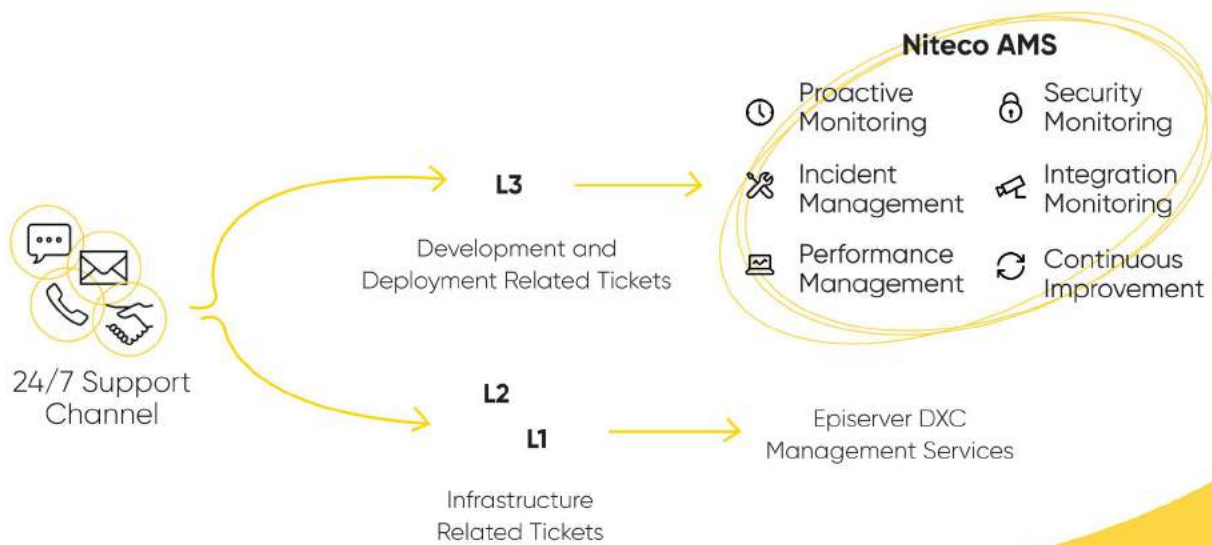 Niteco AMS
Proactive
Monitoring
Security
Monitoring
Incident
Management
Integration
Monitoring
Performance
Management
Continuous
Improvement
L3
Development and
Deployment Related Tickets
24/7 Support
Channel
L2
L1
Infrastructure
Related Tickets
Episerver DXC
Management Services